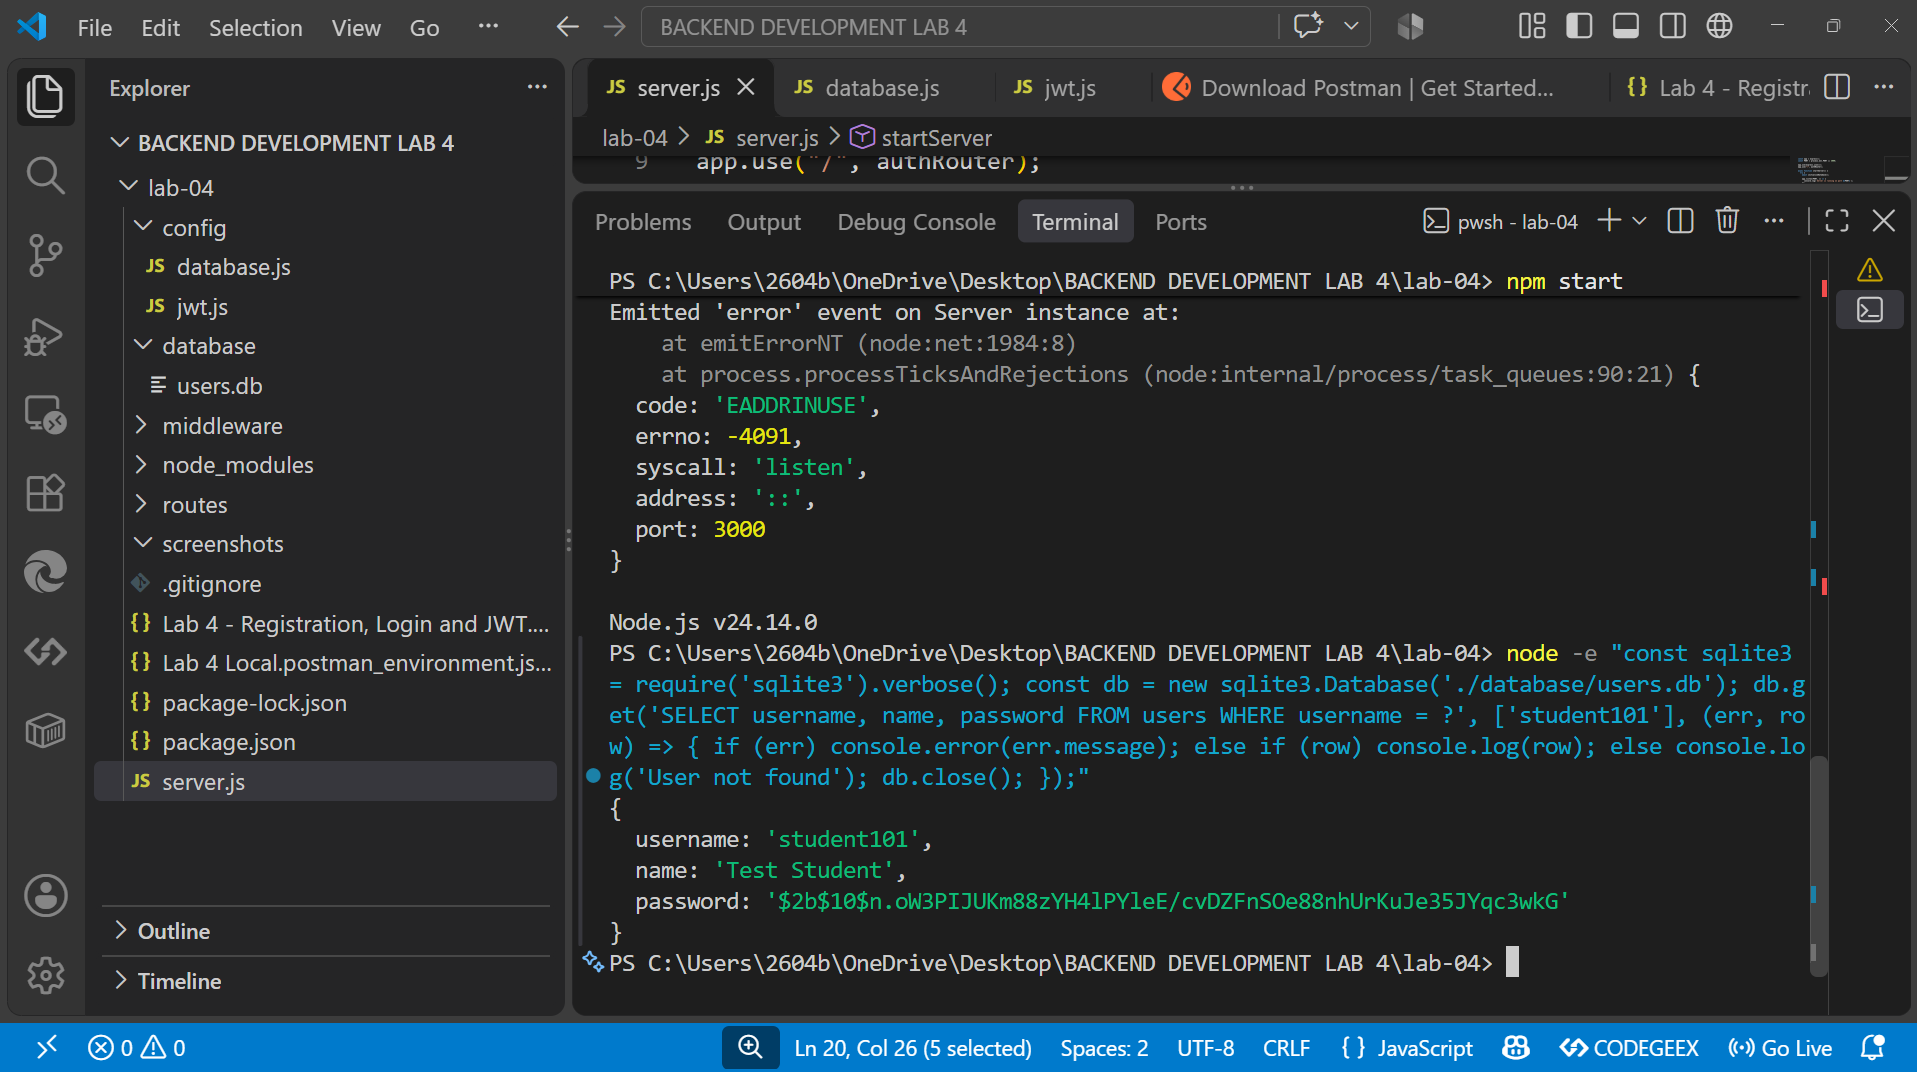 File Edit Selection View Go ··· BACKEND DEVELOPMENT LAB 4
Explorer ···
BACKEND DEVELOPMENT LAB 4
lab-04
config
JS database.js
JS jwt.js
database
users.db
middleware
node_modules
routes
screenshots
.gitignore
{} Lab 4 - Registration, Login and JWT....
{} Lab 4 Local.postman_environment.js...
{} package-lock.json
{} package.json
JS server.js
Outline
Timeline
JS server.js JS database.js JS jwt.js Download Postman | Get Started... {} Lab 4 - Registr
lab-04 > JS server.js > startServer
9 app.use("/", authRouter);
Problems Output Debug Console Terminal Ports pwsh - lab-04
PS C:\Users\2604b\OneDrive\Desktop\BACKEND DEVELOPMENT LAB 4\lab-04> npm start
Emitted 'error' event on Server instance at:
at emitErrorNT (node:net:1984:8)
at process.processTicksAndRejections (node:internal/process/task_queues:90:21) {
code: 'EADDRINUSE',
errno: -4091,
syscall: 'listen',
address: '::',
port: 3000
}
Node.js v24.14.0
PS C:\Users\2604b\OneDrive\Desktop\BACKEND DEVELOPMENT LAB 4\lab-04> node -e "const sqlite3
= require('sqlite3').verbose(); const db = new sqlite3.Database('./database/users.db'); db.g
et('SELECT username, name, password FROM users WHERE username = ?', ['student101'], (err, ro
w) => { if (err) console.error(err.message); else if (row) console.log(row); else console.lo
g('User not found'); db.close(); });"
{
username: 'student101',
name: 'Test Student',
password: '$2b$10$n.oW3PIJUKm88zYH4lPYleE/cvDZFnSOe88nhUrKuJe35JYqc3wkG'
}
PS C:\Users\2604b\OneDrive\Desktop\BACKEND DEVELOPMENT LAB 4\lab-04>
0 0 Ln 20, Col 26 (5 selected) Spaces: 2 UTF-8 CRLF {} JavaScript CODEGEEX Go Live